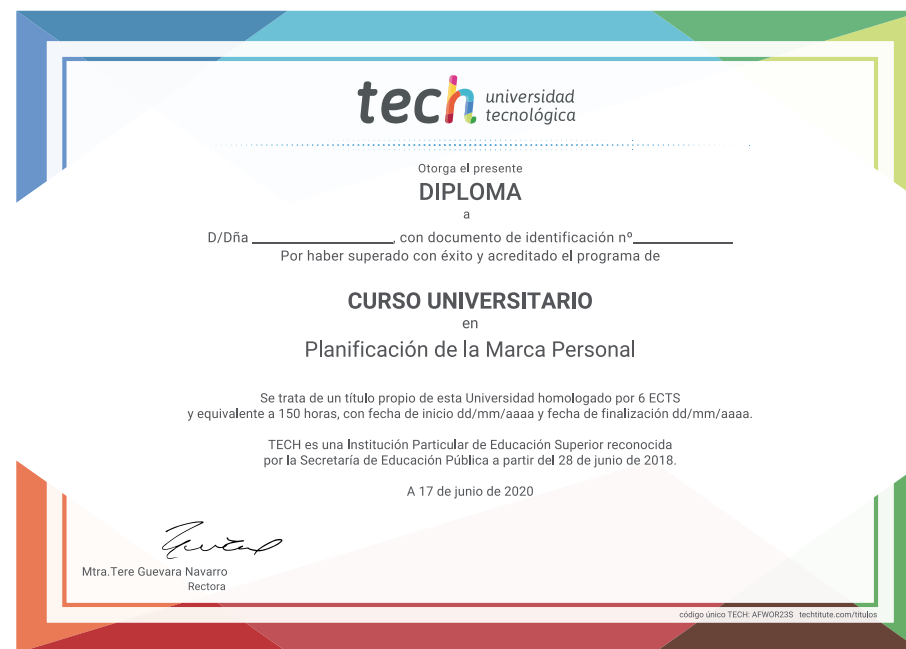 tech universidad
tecnológica
Otorga el presente
DIPLOMA
a
D/Dña ____________________, con documento de identificación nº______________
Por haber superado con éxito y acreditado el programa de
CURSO UNIVERSITARIO
en
Planificación de la Marca Personal
Se trata de un título propio de esta Universidad homologado por 6 ECTS
y equivalente a 150 horas, con fecha de inicio dd/mm/aaaa y fecha de finalización dd/mm/aaaa.
TECH es una Institución Particular de Educación Superior reconocida
por la Secretaría de Educación Pública a partir del 28 de junio de 2018.
A 17 de junio de 2020
Mtra.Tere Guevara Navarro
Rectora
código único TECH: AFWOR23S techtitute.com/titulos